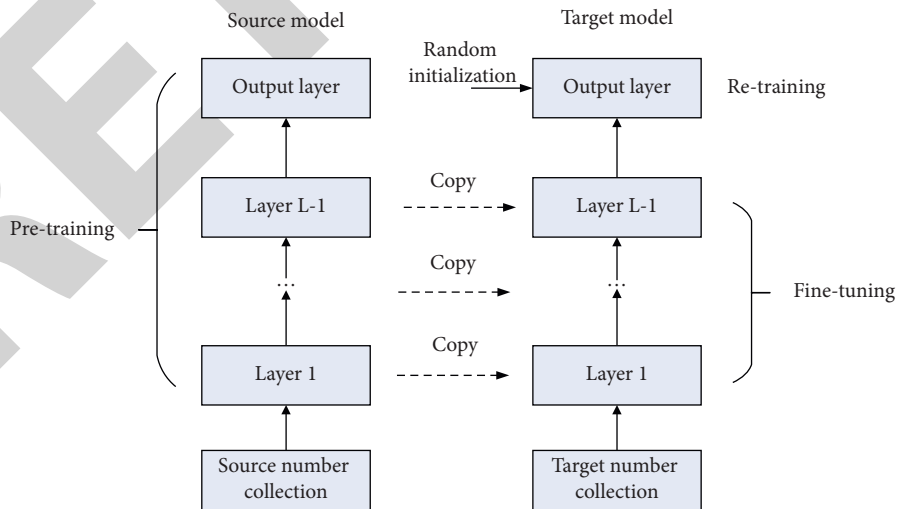 Source model
Target model
Random
initialization
Output layer
Output layer
Re-training
Copy
Layer L-1
Layer L-1
Pre-training
Copy
...
...
Fine-tuning
Copy
Layer 1
Layer 1
Source number
collection
Target number
collection